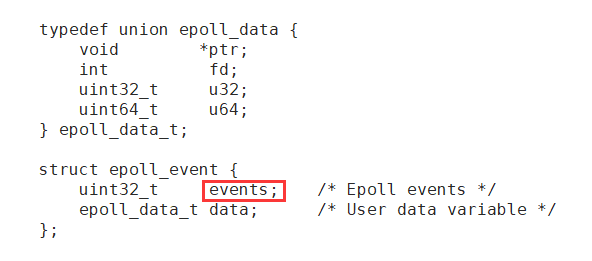 typedef union epoll_data {
    void        *ptr;
    int          fd;
    uint32_t     u32;
    uint64_t     u64;
} epoll_data_t;

struct epoll_event {
    uint32_t     events;    /* Epoll events */
    epoll_data_t data;      /* User data variable */
};